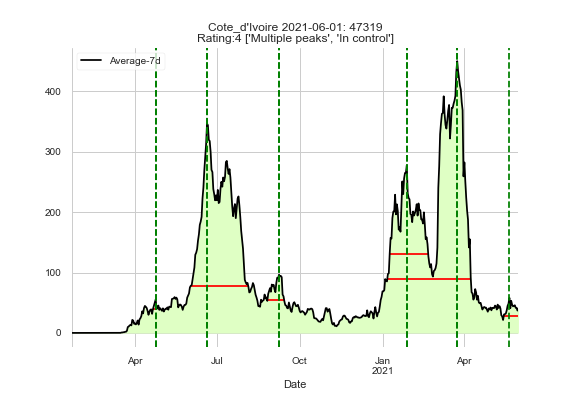 Cote_d'Ivoire 2021-06-01: 47319
Rating:4 ['Multiple peaks', 'In control']
Average-7d
400
300
200
100
0
Apr
Jul
Oct
Jan
2021
Apr
Date